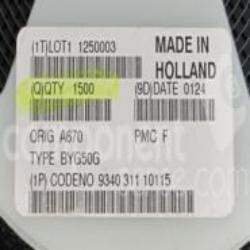 (1T)LOT1 1250003
MADE IN
HOLLAND
(Q)QTY 1500
(9D)DATE 0124
ORIG A670
PMC F
TYPE BYG50G
(1P) CODENO 9340 311 10115
component